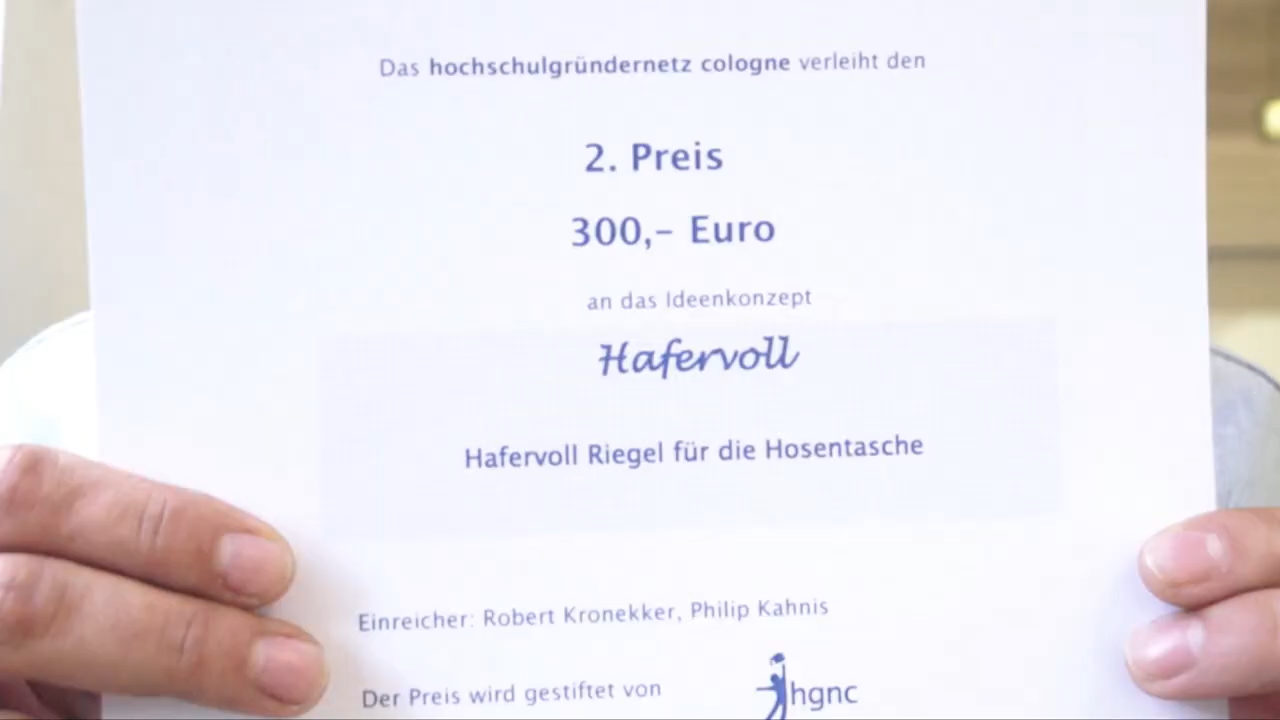 Das hochschulgründernetz cologne verleiht den
2. Preis
300,- Euro
an das Ideenkonzept
Hafervoll
Hafervoll Riegel für die Hosentasche
Einreicher: Robert Kronekker, Philip Kahnis
Der Preis wird gestiftet von hgnc